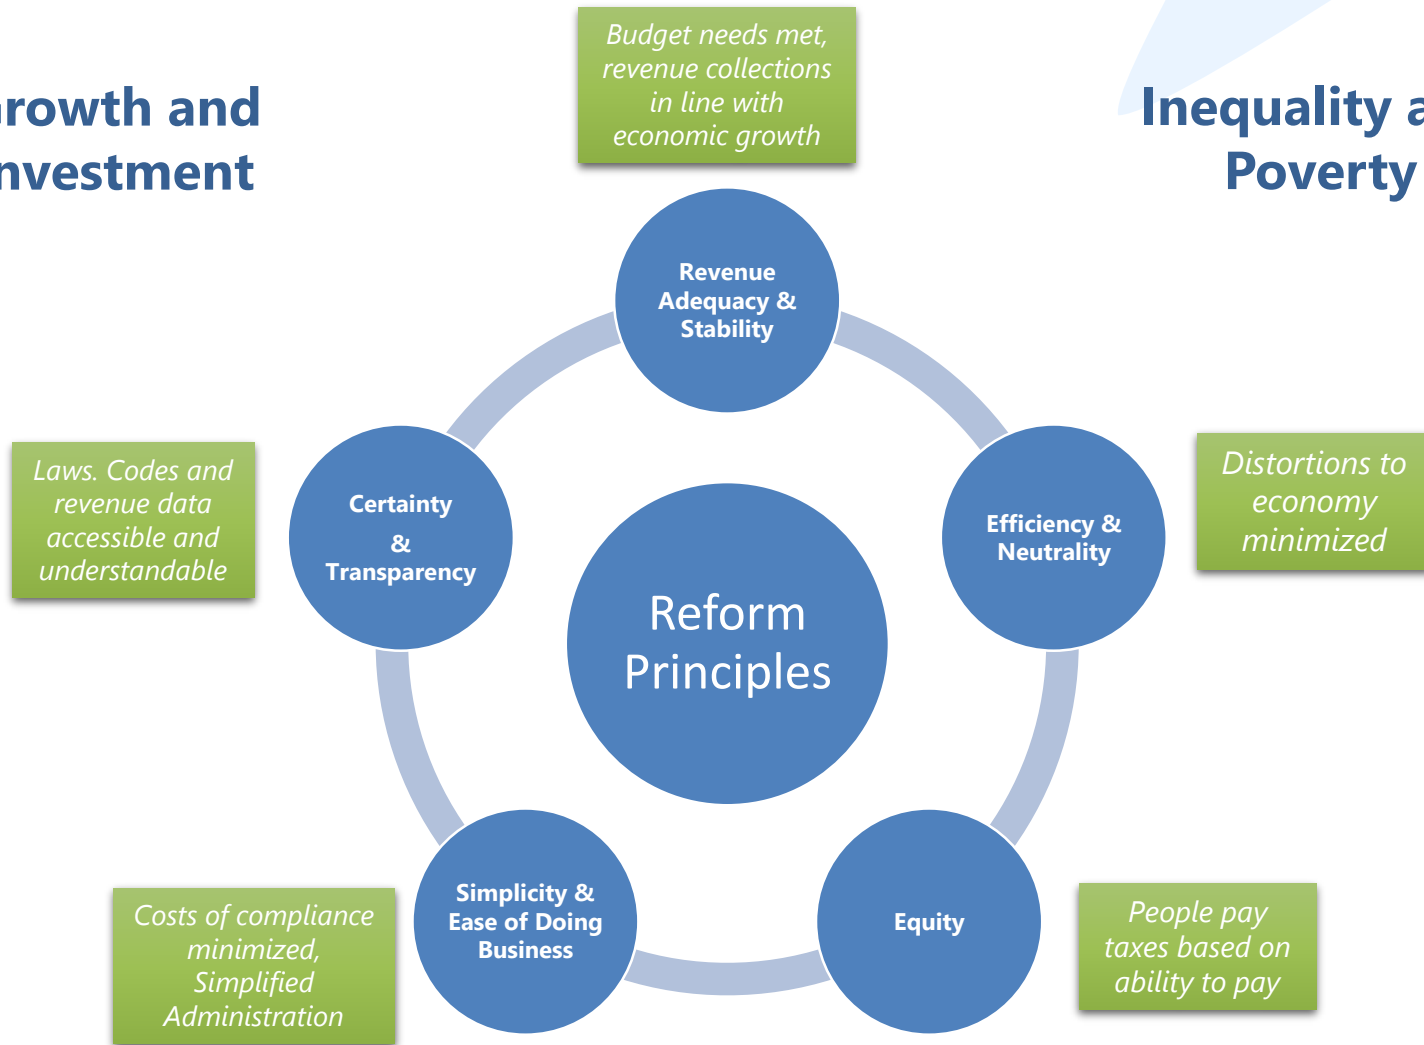 Budget needs met,
revenue collections
in line with
economic growth
rowth and
nvestment
Inequality a
Poverty
Revenue
Adequacy &
Stability
Laws. Codes and
revenue data
accessible and
understandable
Certainty
&
Transparency
Efficiency &
Neutrality
Distortions to
economy
minimized
Reform
Principles
Costs of compliance
minimized,
Simplified
Administration
Simplicity &
Ease of Doing
Business
Equity
People pay
taxes based on
ability to pay